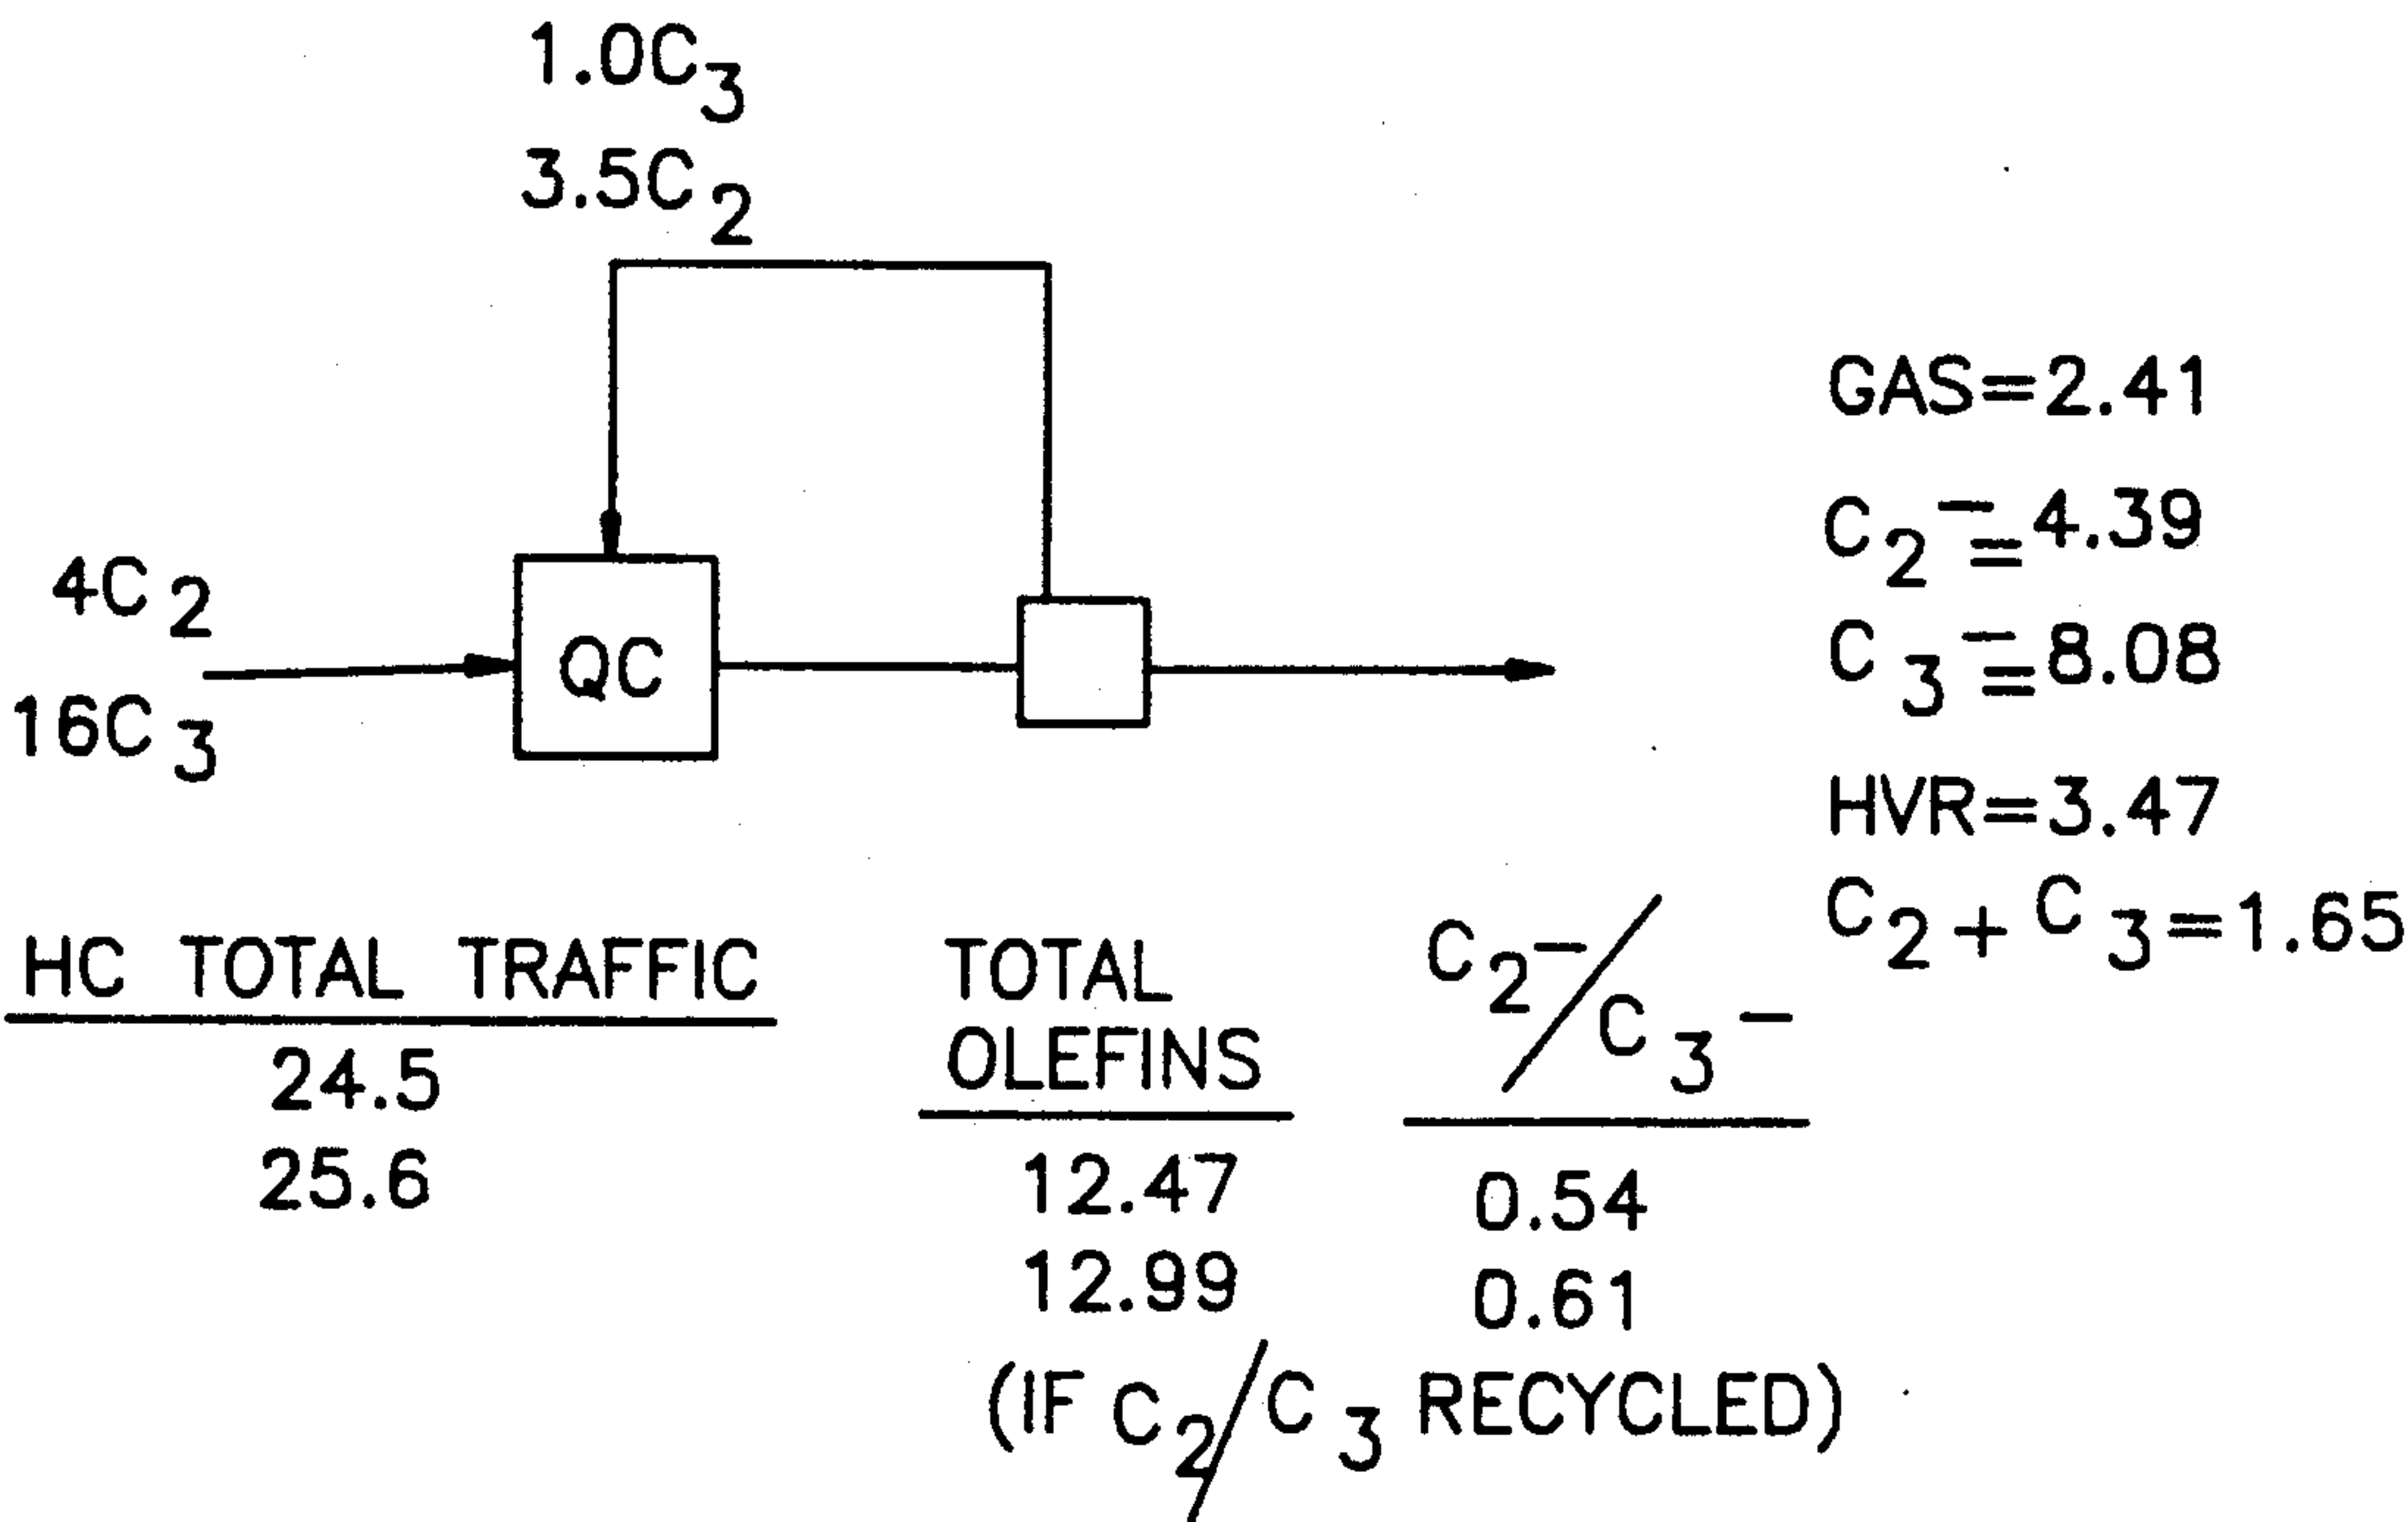 1.0C3
3.5C2
4C2
16C3
QC
GAS=2.41
C2⁻=4.39
C3⁻=8.08
HVR=3.47
C2+C3=1.65
HC TOTAL TRAFFIC
24.5
25.6
TOTAL
OLEFINS
12.47
12.99
C2⁻/C3⁻
0.54
0.61
(IF C2/C3 RECYCLED)